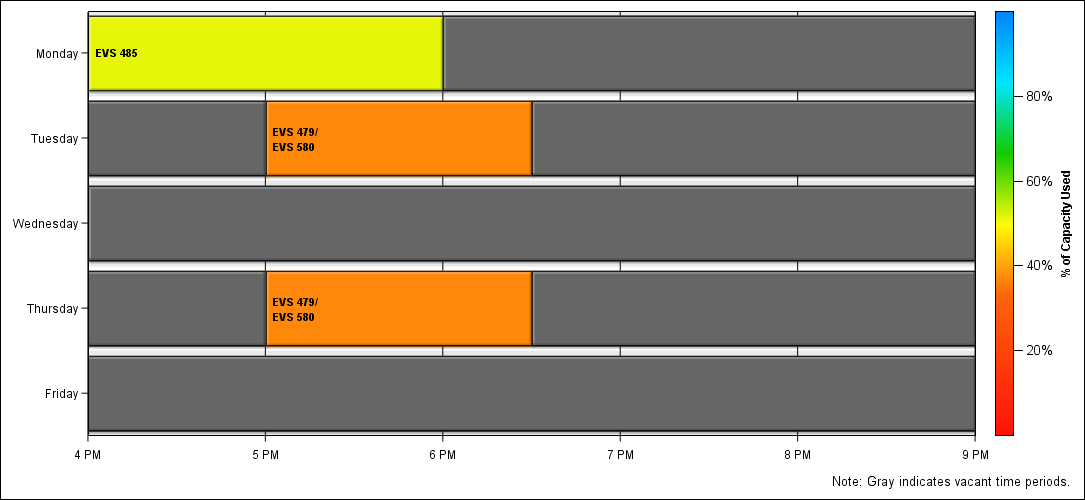 Monday
EVS 485
Tuesday
EVS 479/
EVS 580
Wednesday
Thursday
EVS 479/
EVS 580
Friday
4 PM 5 PM 6 PM 7 PM 8 PM 9 PM
80%
60%
40%
20%
% of Capacity Used
Note: Gray indicates vacant time periods.